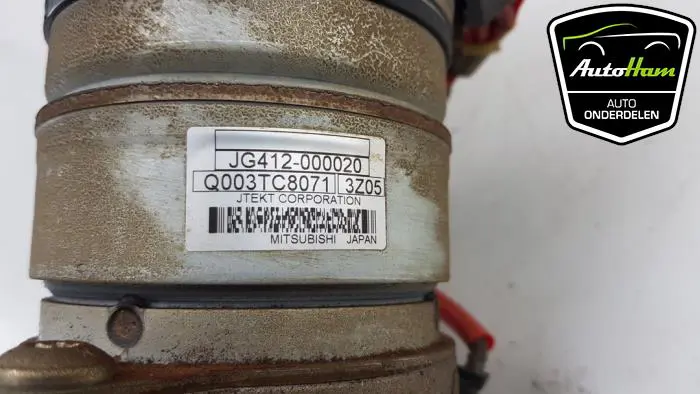 AutoHam
AUTO
ONDERDELEN
JG412-000020
Q003TC8071 3Z05
JTEKT CORPORATION
MITSUBISHI JAPAN